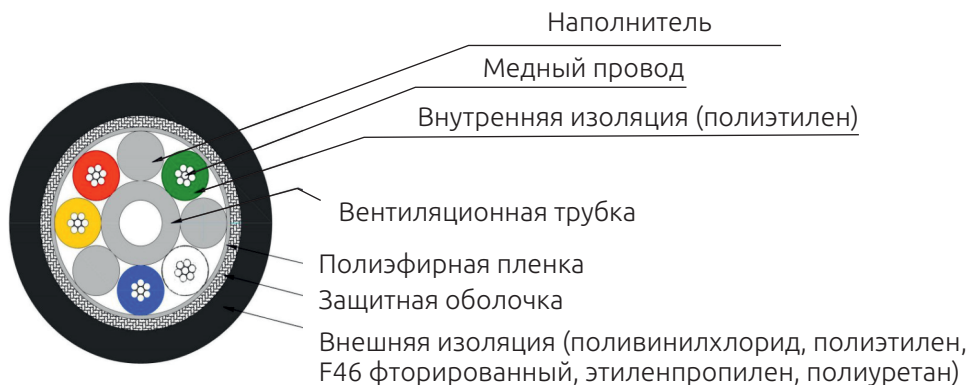 Наполнитель
Медный провод
Внутренняя изоляция (полиэтилен)
Вентиляционная трубка
Полиэфирная пленка
Защитная оболочка
Внешняя изоляция (поливинилхлорид, полиэтилен,
F46 фторированный, этиленпропилен, полиуретан)